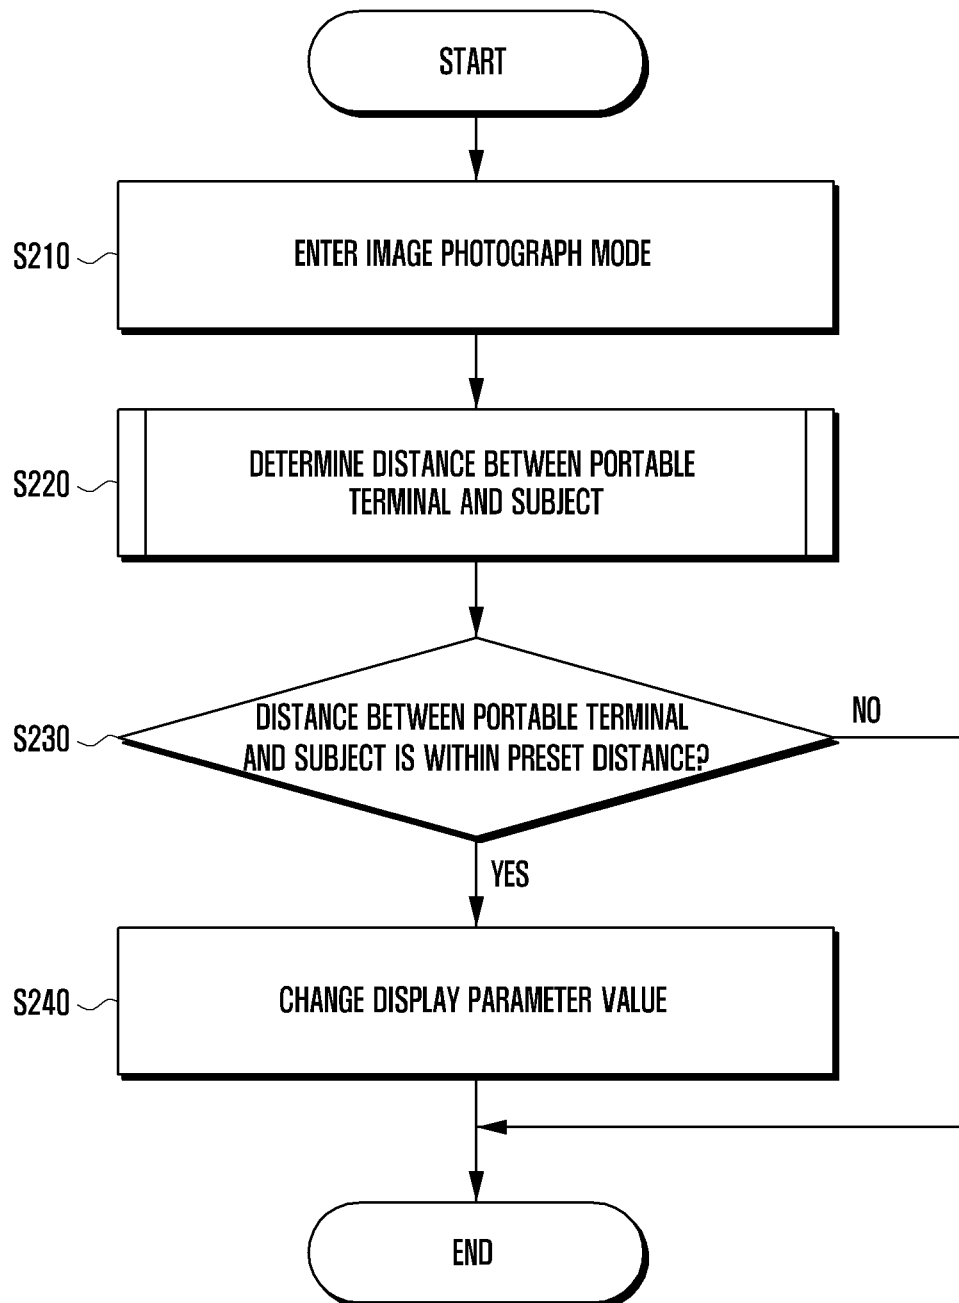 START
S210
ENTER IMAGE PHOTOGRAPH MODE
S220
DETERMINE DISTANCE BETWEEN PORTABLE
TERMINAL AND SUBJECT
S230
DISTANCE BETWEEN PORTABLE TERMINAL
AND SUBJECT IS WITHIN PRESET DISTANCE?
NO
YES
S240
CHANGE DISPLAY PARAMETER VALUE
END